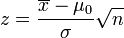 z = \frac{\overline{x} - \mu_0}{\sigma} \sqrt{n}